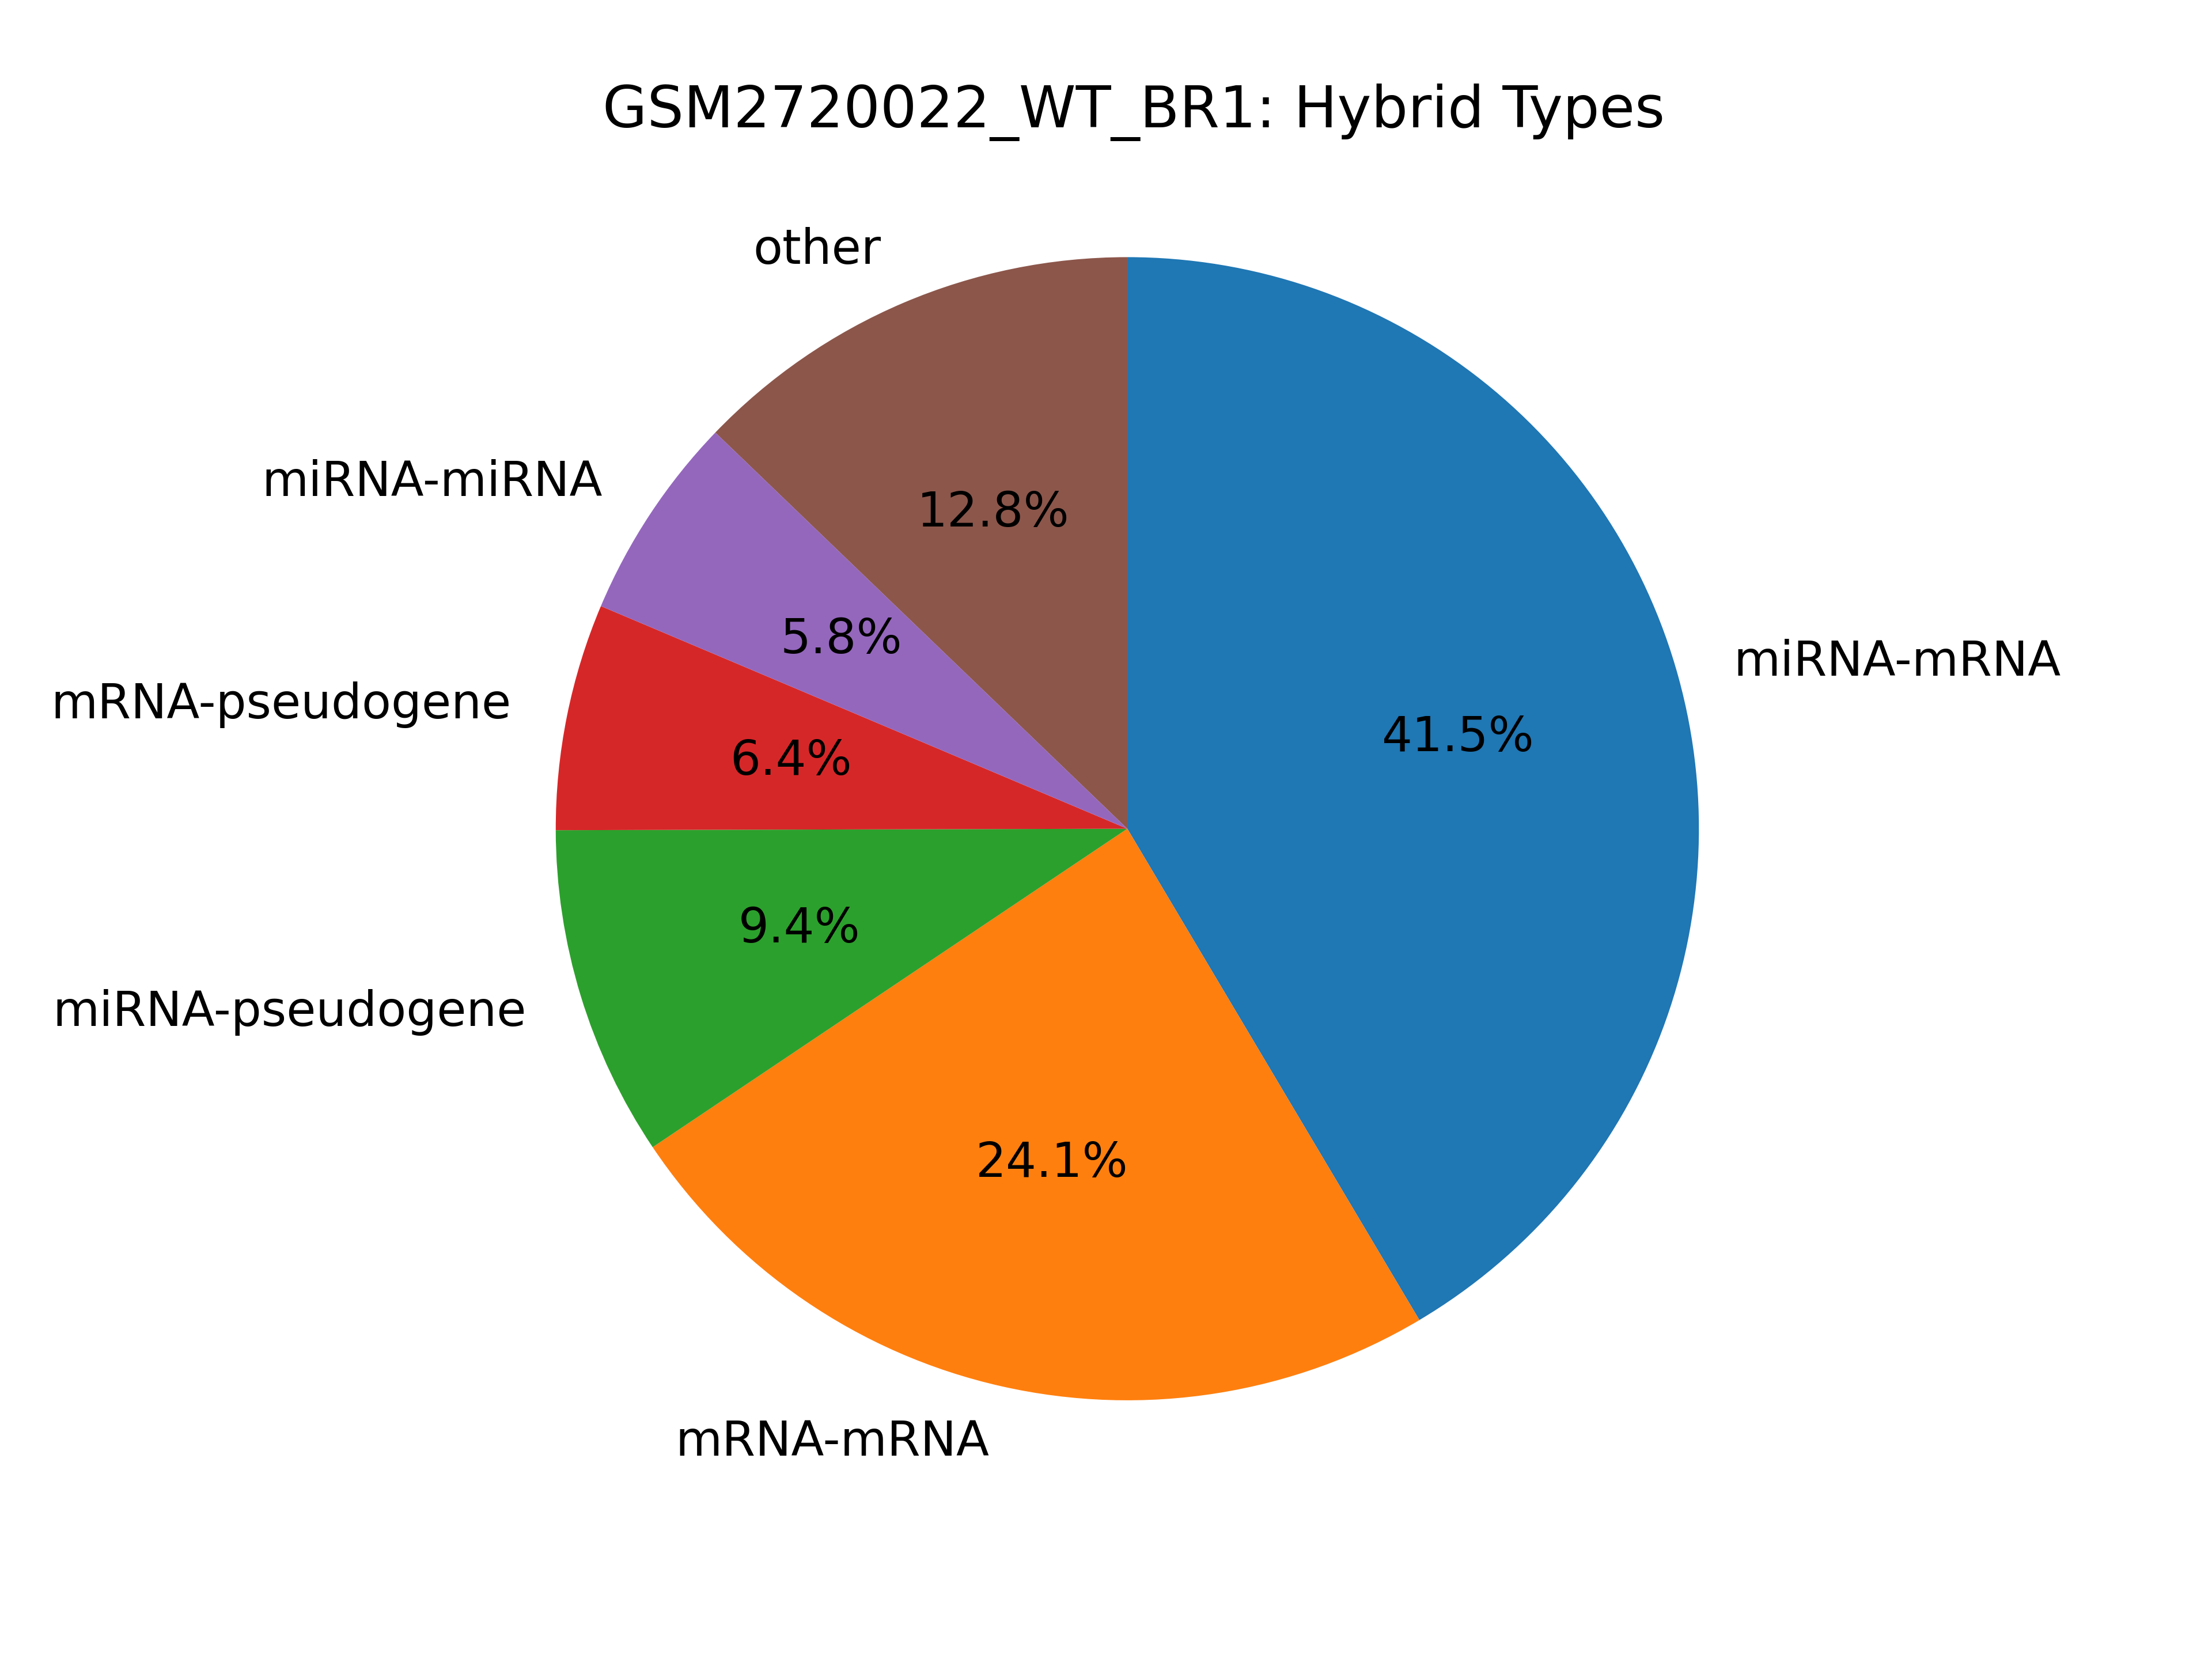 GSM2720022_WT_BR1: Hybrid Types
other
miRNA-miRNA
12.8%
5.8%
miRNA-mRNA
mRNA-pseudogene
41.5%
6.4%
9.4%
miRNA-pseudogene
24.1%
mRNA-mRNA